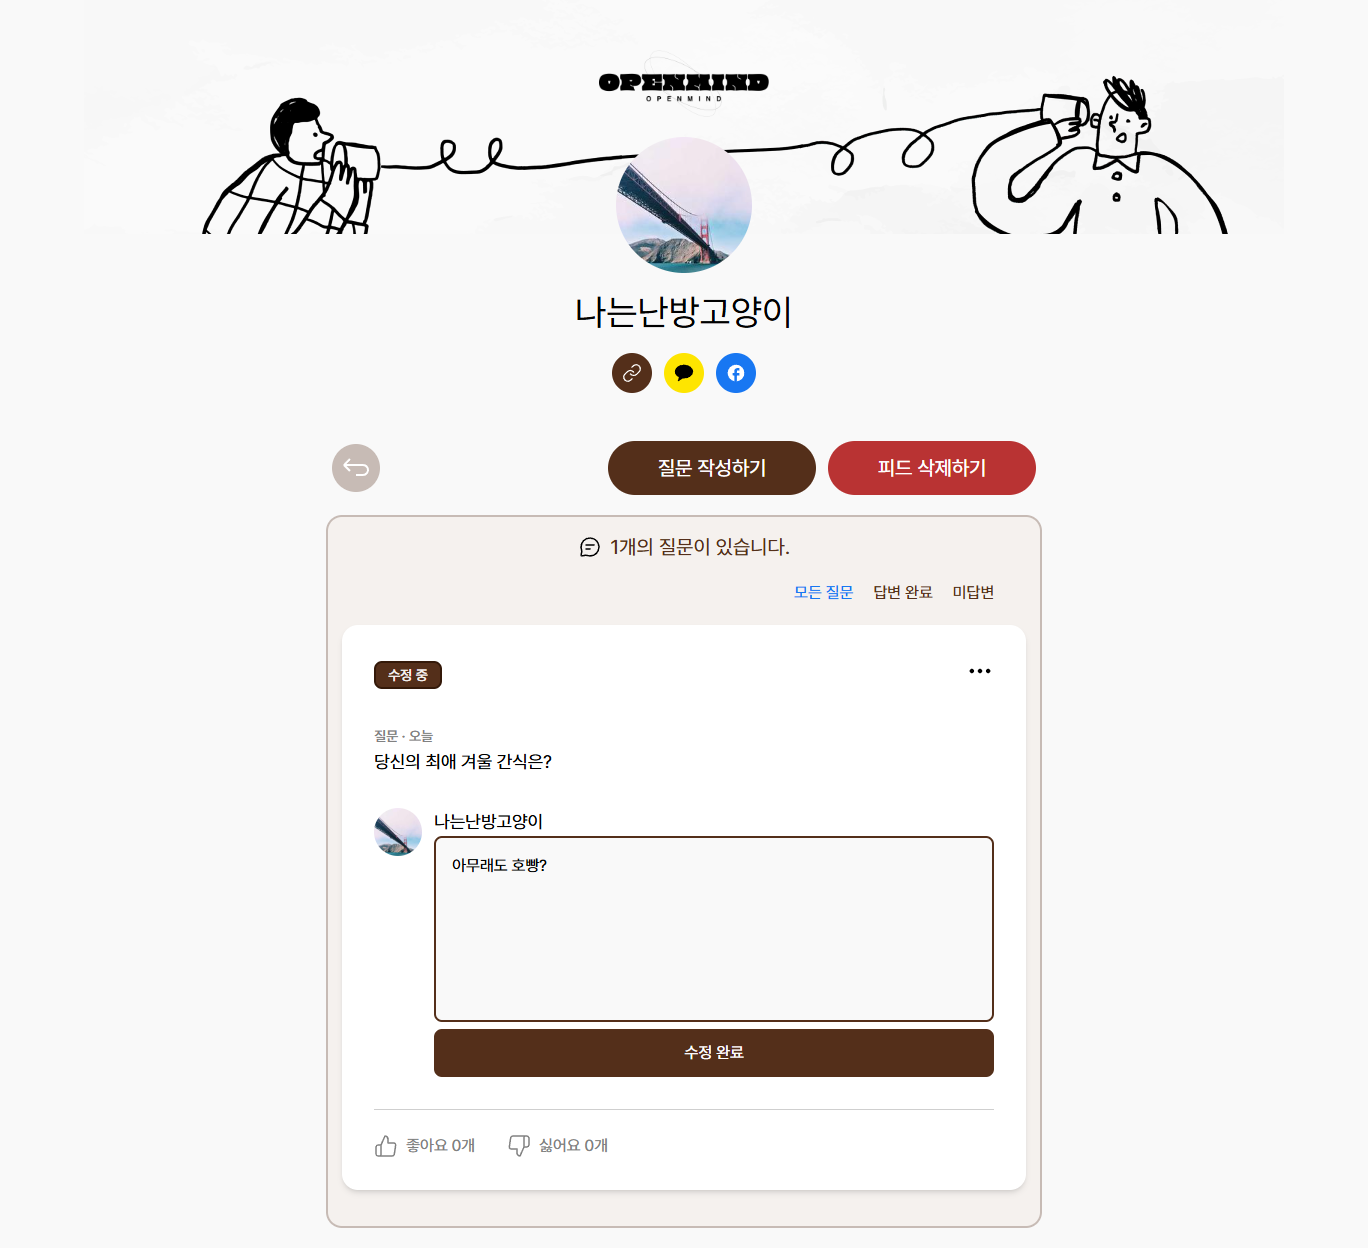 OPENMIND
OPENMIND
나는난방고양이
질문 작성하기
피드 삭제하기
1개의 질문이 있습니다.
모든 질문 답변 완료 미답변
수정 중
질문 · 오늘
당신의 최애 겨울 간식은?
나는난방고양이
아무래도 호빵?
수정 완료
좋아요 0개 싫어요 0개